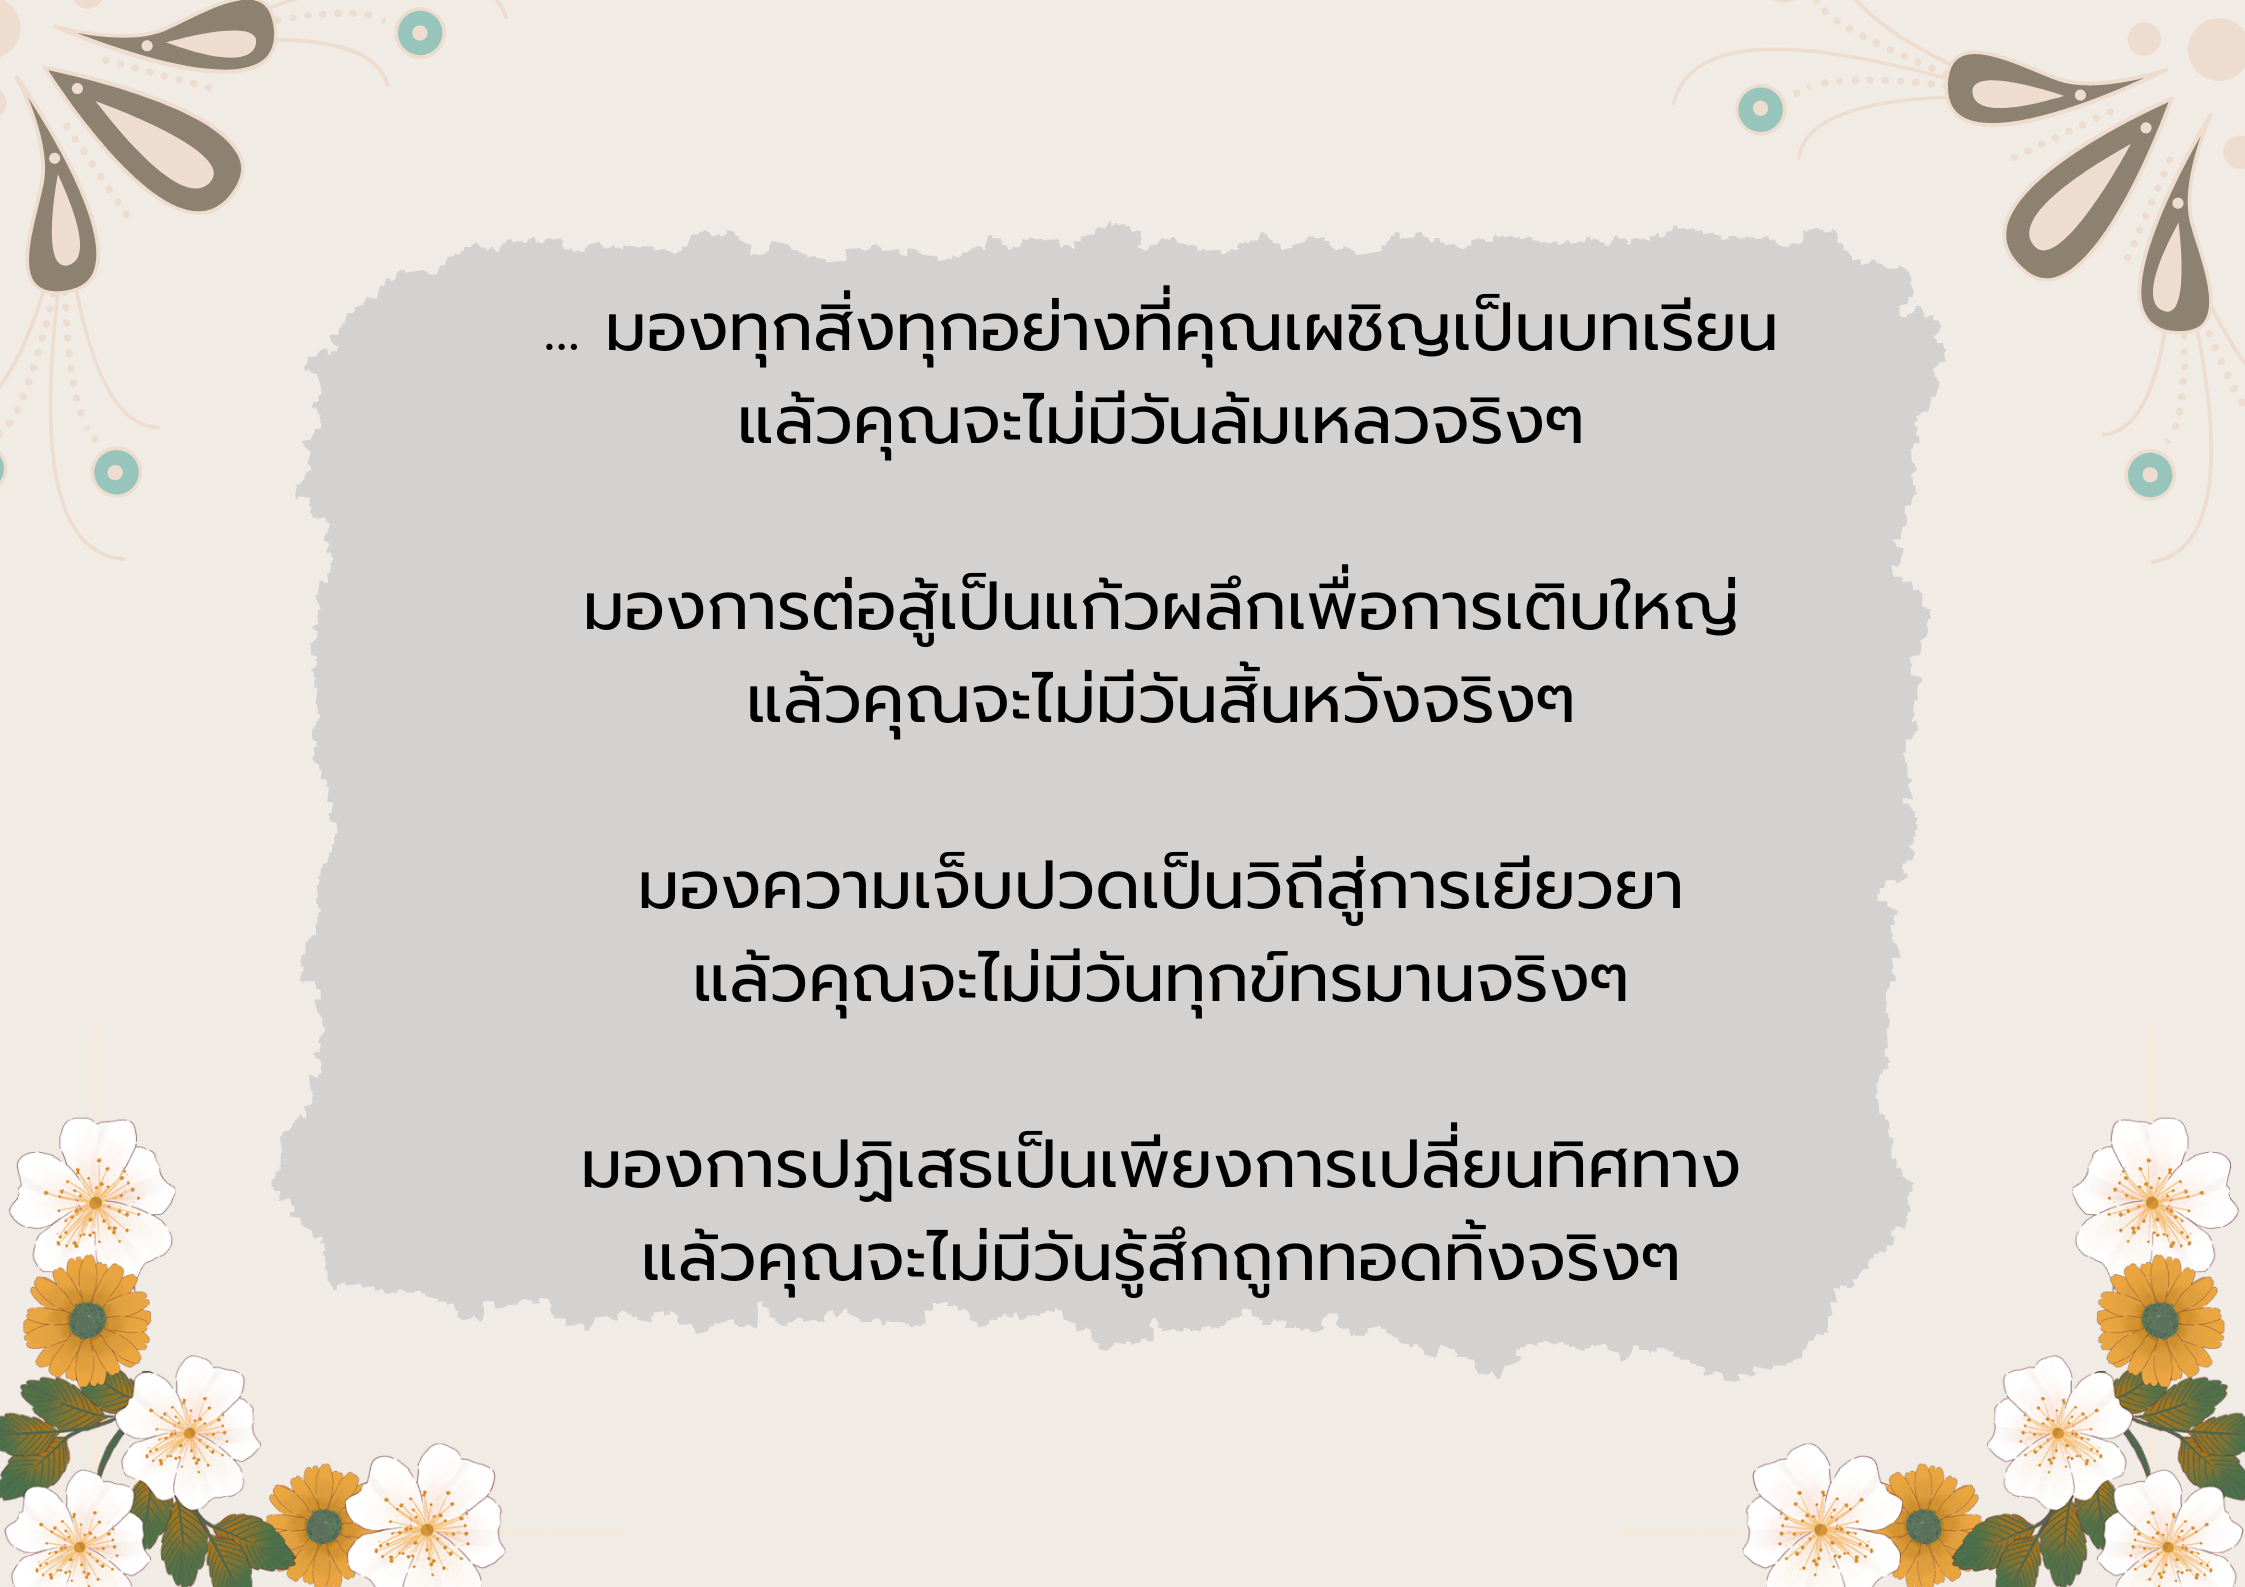 ... มองทุกสิ่งทุกอย่างที่คุณเผชิญเป็นบทเรียน
แล้วคุณจะไม่มีวันล้มเหลวจริงๆ
มองการต่อสู้เป็นแก้วผลึกเพื่อการเติบใหญ่
แล้วคุณจะไม่มีวันสิ้นหวังจริงๆ
มองความเจ็บปวดเป็นวิถีสู่การเยียวยา
แล้วคุณจะไม่มีวันทุกข์ทรมานจริงๆ
มองการปฏิเสธเป็นเพียงการเปลี่ยนทิศทาง
แล้วคุณจะไม่มีวันรู้สึกถูกทอดทิ้งจริงๆ